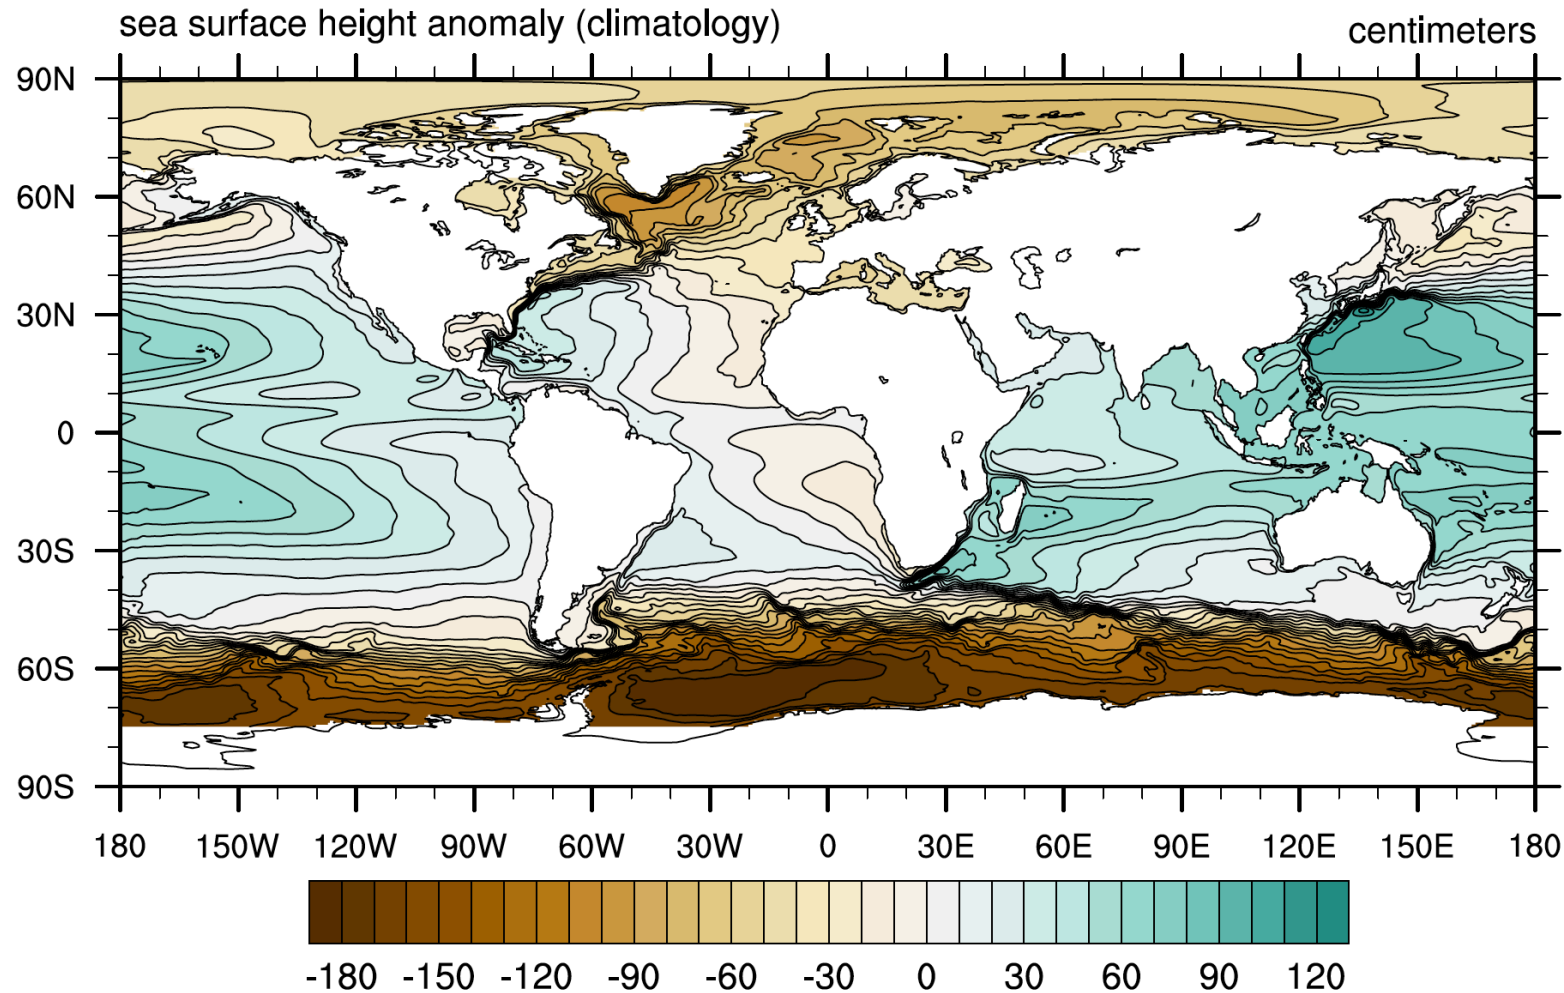 sea surface height anomaly (climatology) centimeters
90N
60N
30N
0
30S
60S
90S
180 150W 120W 90W 60W 30W 0 30E 60E 90E 120E 150E 180
-180 -150 -120 -90 -60 -30 0 30 60 90 120